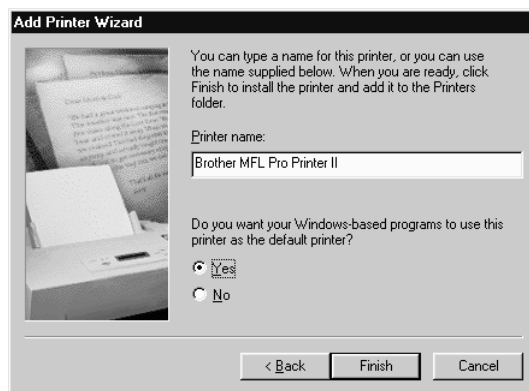 Add Printer Wizard
You can type a name for this printer, or you can use
the name supplied below. When you are ready, click
Finish to install the printer and add it to the Printers
folder.
Printer name:
Brother MFL Pro Printer II
Do you want your Windows-based programs to use this
printer as the default printer?
Yes
No
< Back
Finish
Cancel